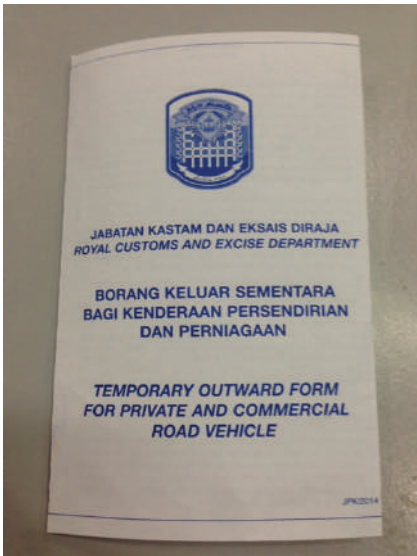 JABATAN KASTAM DAN EKSAIS DIRAJA
ROYAL CUSTOMS AND EXCISE DEPARTMENT
BORANG KELUAR SEMENTARA
BAGI KENDERAAN PERSENDIRIAN
DAN PERNIAGAAN
TEMPORARY OUTWARD FORM
FOR PRIVATE AND COMMERCIAL
ROAD VEHICLE
JPK/2014